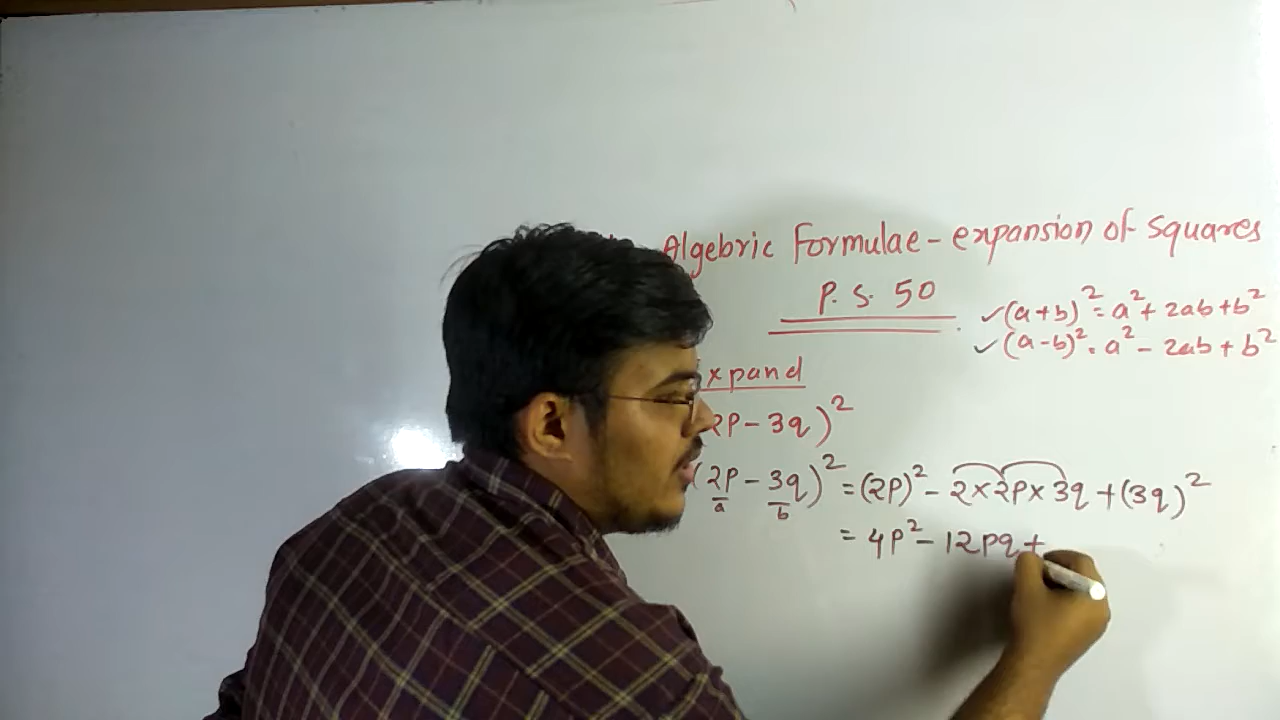 Algebric Formulae - expansion of squares
P. S. 50
✓(a+b)² = a² + 2ab + b²
✓(a-b)² = a² - 2ab + b²
xpand
2p - 3q)²
(2p - 3q)² = (2p)² - 2 × 2p × 3q + (3q)²
a b
= 4p² - 12pq +